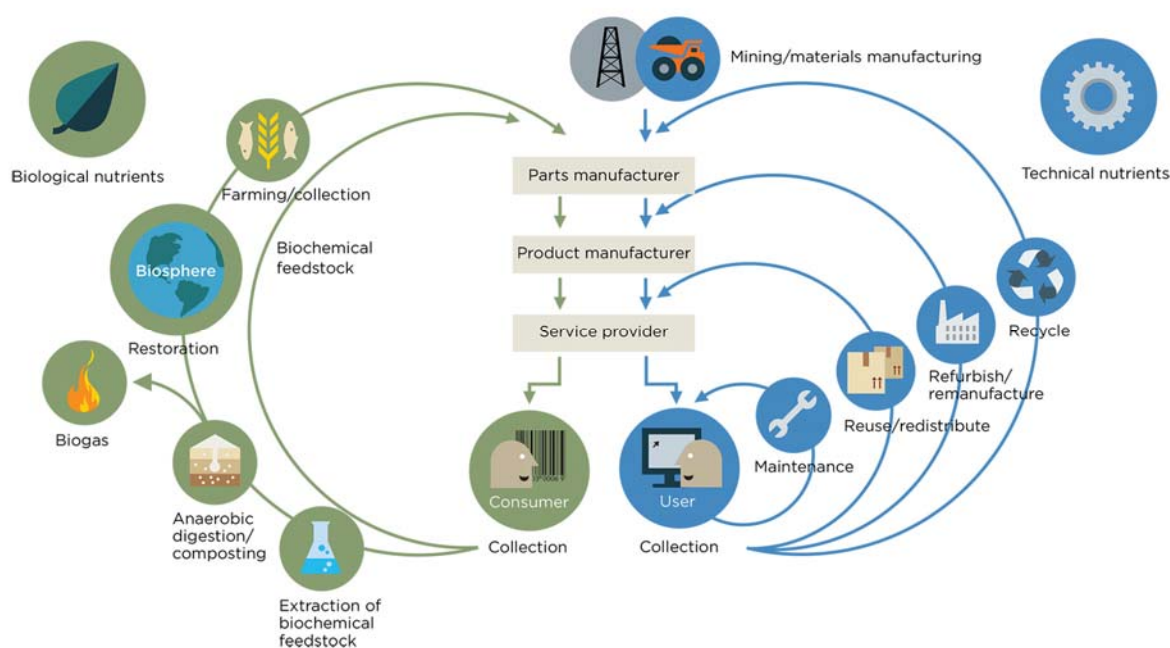 Mining/materials manufacturing
Biological nutrients
Technical nutrients
Farming/collection
Parts manufacturer
Biochemical
feedstock
Product manufacturer
Biosphere
Restoration
Service provider
Recycle
Refurbish/
remanufacture
Reuse/redistribute
Biogas
Maintenance
Consumer
User
Collection
Collection
Anaerobic
digestion/
composting
Extraction of
biochemical
feedstock